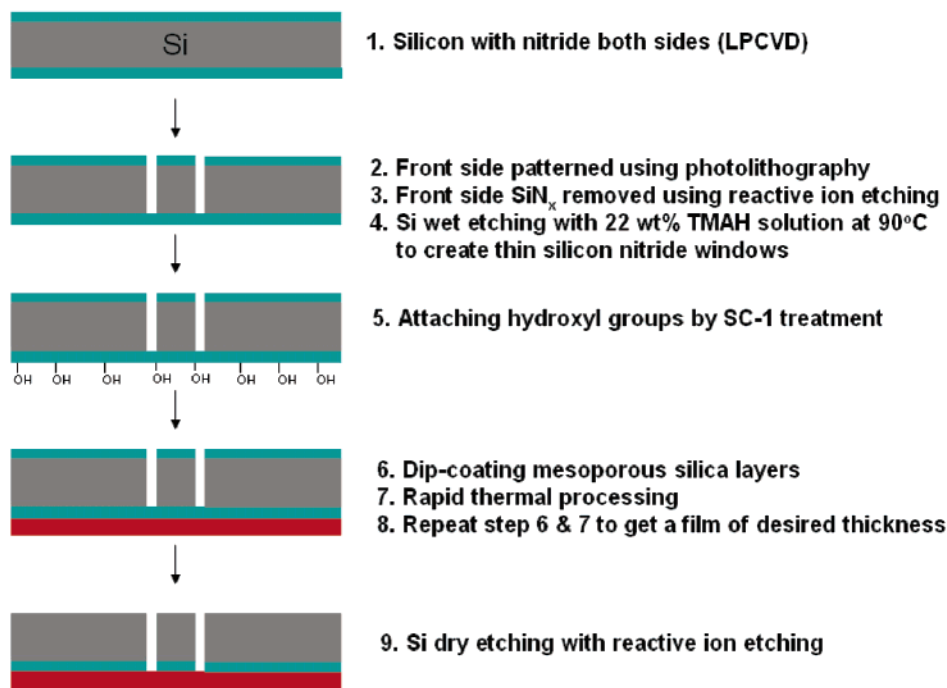 Si
1. Silicon with nitride both sides (LPCVD)
2. Front side patterned using photolithography
3. Front side SiNx removed using reactive ion etching
4. Si wet etching with 22 wt% TMAH solution at 90oC
to create thin silicon nitride windows
5. Attaching hydroxyl groups by SC-1 treatment
OH OH OH OH OH OH OH OH
6. Dip-coating mesoporous silica layers
7. Rapid thermal processing
8. Repeat step 6 & 7 to get a film of desired thickness
9. Si dry etching with reactive ion etching